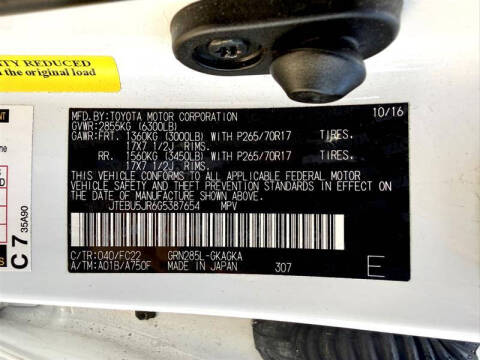 TY REDUCED
n the original load
MFD. BY: TOYOTA MOTOR CORPORATION 10/16
GVWR: 2855KG (6300LB)
GAWR: FRT. 1360KG (3000LB) WITH P265/70R17 TIRES,
17X7 1/2J RIMS.
RR. 1560KG (3450LB) WITH P265/70R17 TIRES,
17X7 1/2J RIMS.
THIS VEHICLE CONFORMS TO ALL APPLICABLE FEDERAL MOTOR
VEHICLE SAFETY AND THEFT PREVENTION STANDARDS IN EFFECT
ON THE DATE OF MANUFACTURE SHOWN ABOVE.
JTEBU5JR6G5387654 MPV
C/TR: 040/FC22 GRN285L-GKAGKA
A/TM: A01B/A750F MADE IN JAPAN 307 E
C 7 35A90